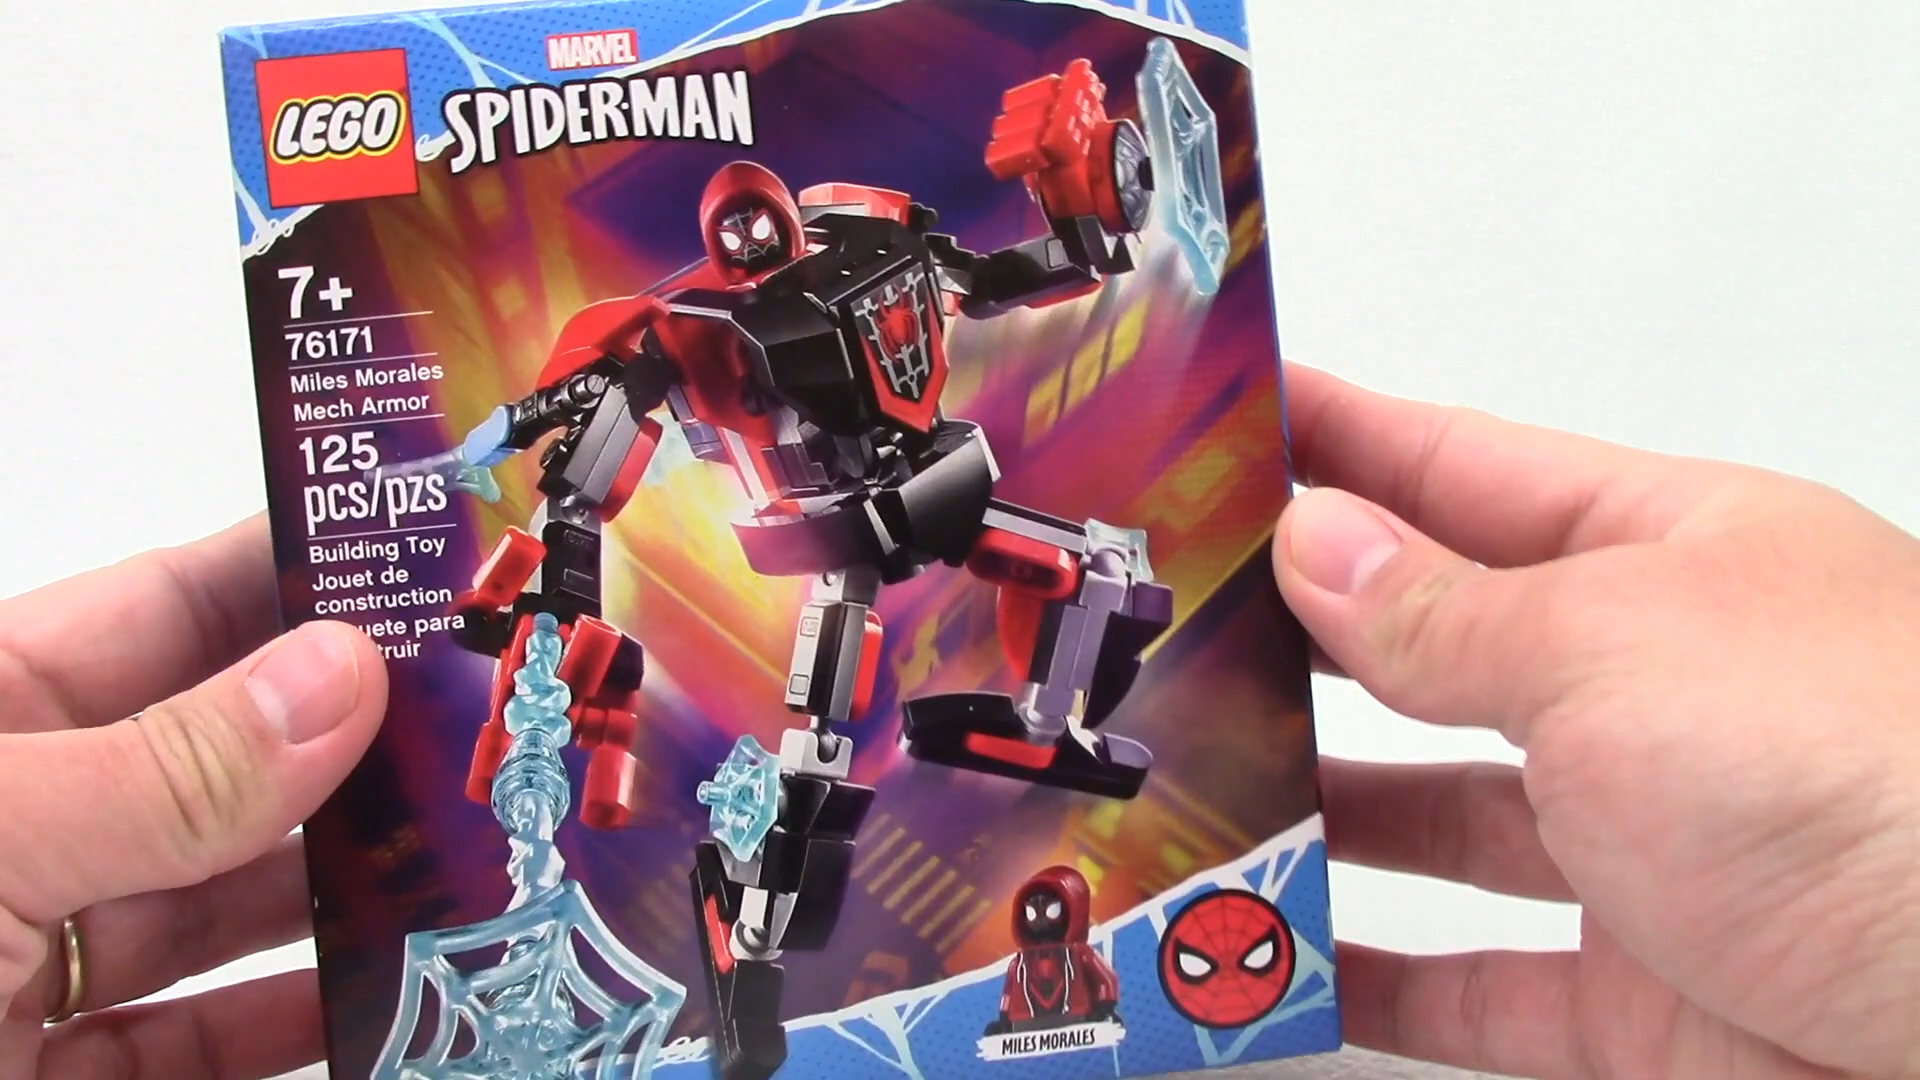 MARVEL
LEGO
SPIDER-MAN
7+
76171
Miles Morales
Mech Armor
125
pcs/pzs
Building Toy
Jouet de
construction
para
MILES MORALES